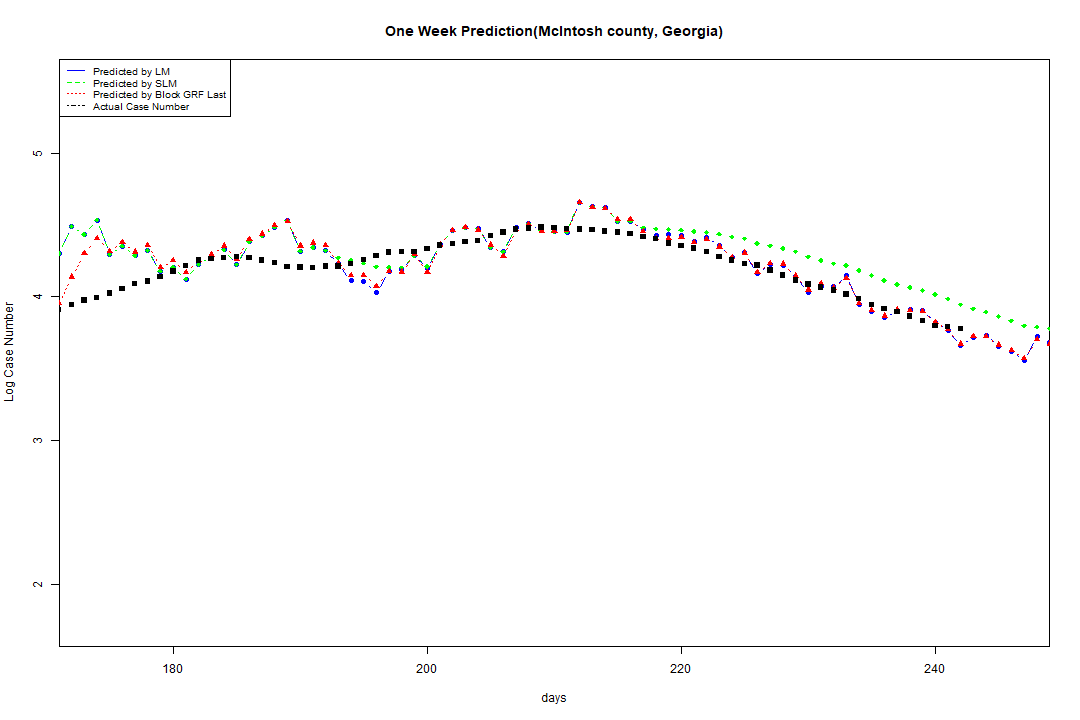 One Week Prediction(McIntosh county, Georgia)
Predicted by LM
Predicted by SLM
Predicted by Block GRF Last
Actual Case Number
5
4
3
2
Log Case Number
180
200
220
240
days